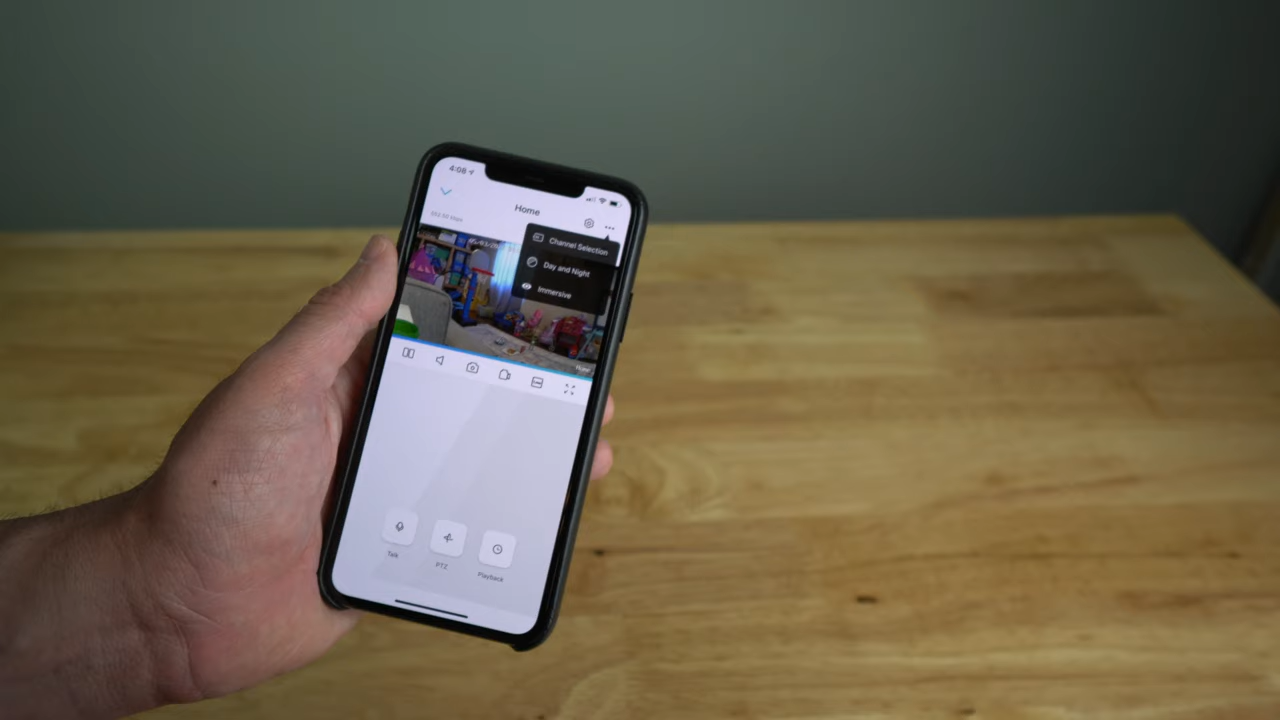 4:08
Home
Channel Selection
Day and Night
Immersive
Talk
PTZ
Playback